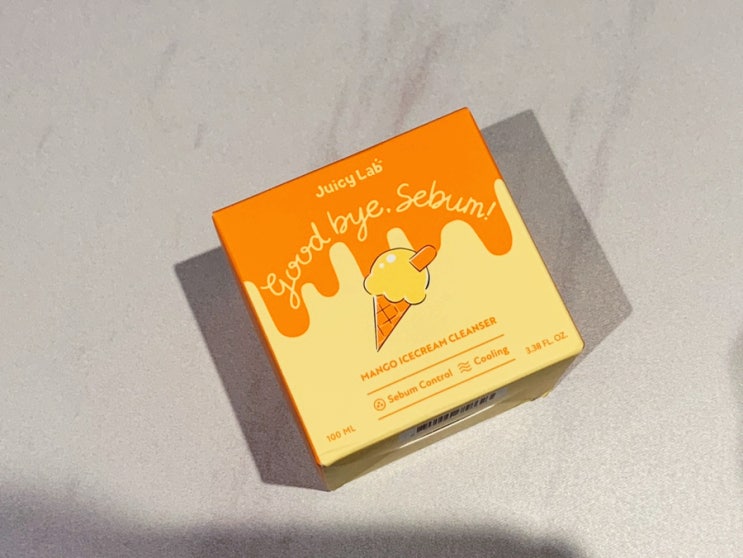 Juicy Lab
Good bye, Sebum!
MANGO ICECREAM CLEANSER
Sebum Control Cooling
100 ML 3.38 FL. OZ.